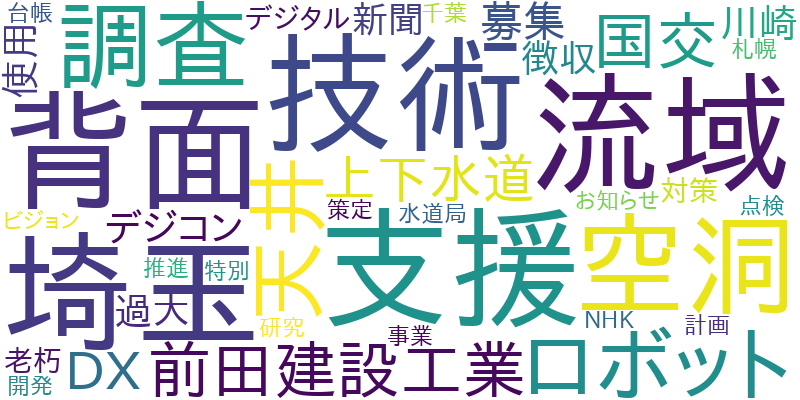 台帳
デジタル
新聞
千葉
募集
川崎
使用
調査
技術
徴収
国交
札幌
背面
流域
天井
上下水道
お知らせ
対策
策定
水道局
点検
ビジョン
デジコン
支援
空洞
埼玉
推進
特別
過大
研究
事業
NHK
計画
老朽
開発
DX
前田建設工業
ロボット